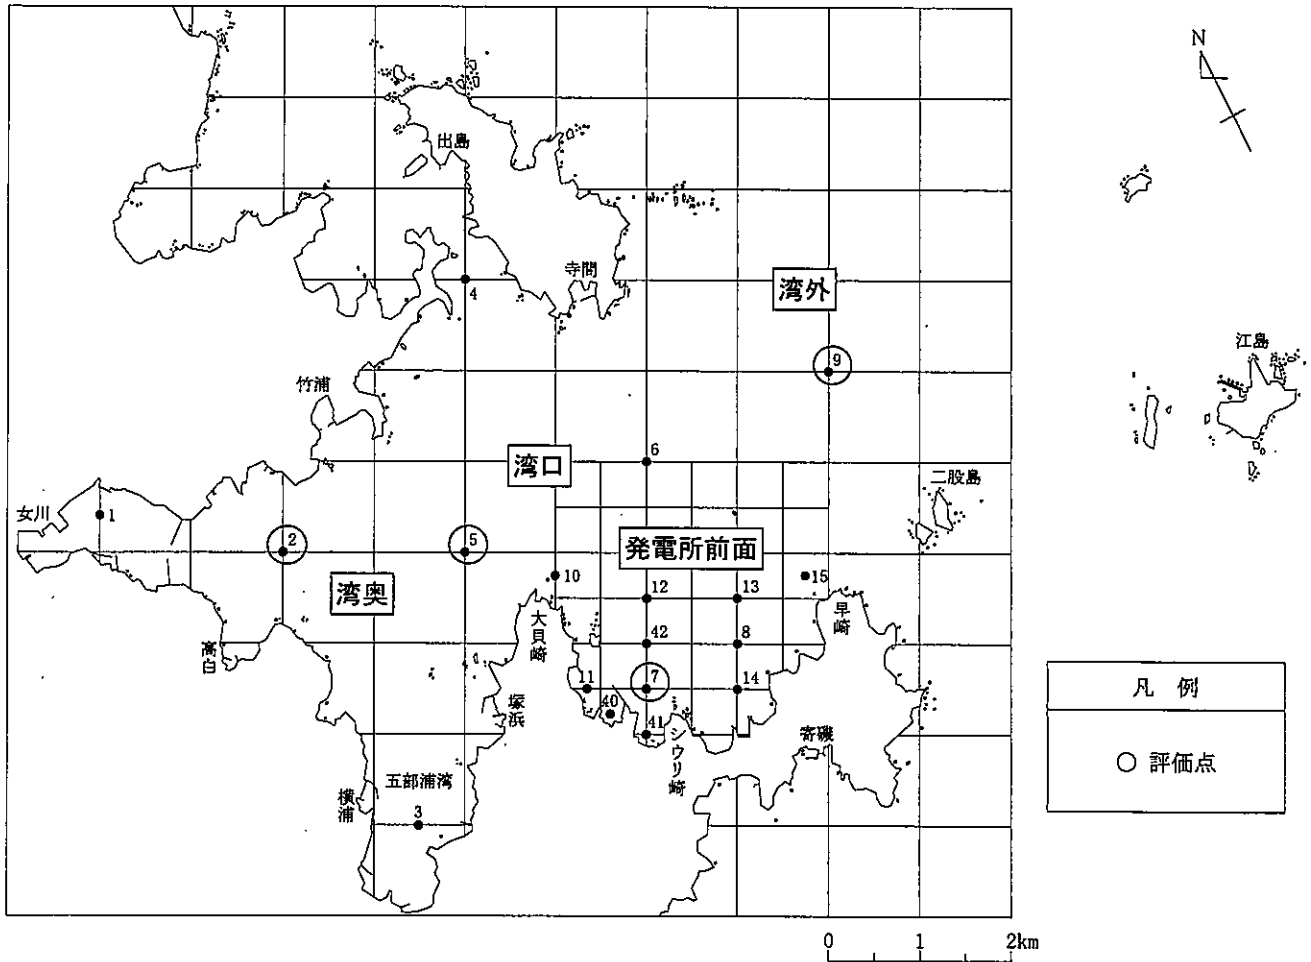 N
出島
寺間
4
湾外
江島
9
竹浦
6
湾口
二股島
女川
1
2
5
発電所前面
10
15
湾奥
12
13
大貝崎
早崎
高白
42
8
11
7
14
塚浜
40
41
シウリ崎
寄磯
凡 例
評価点
五部浦湾
横浦
3
0 1 2km